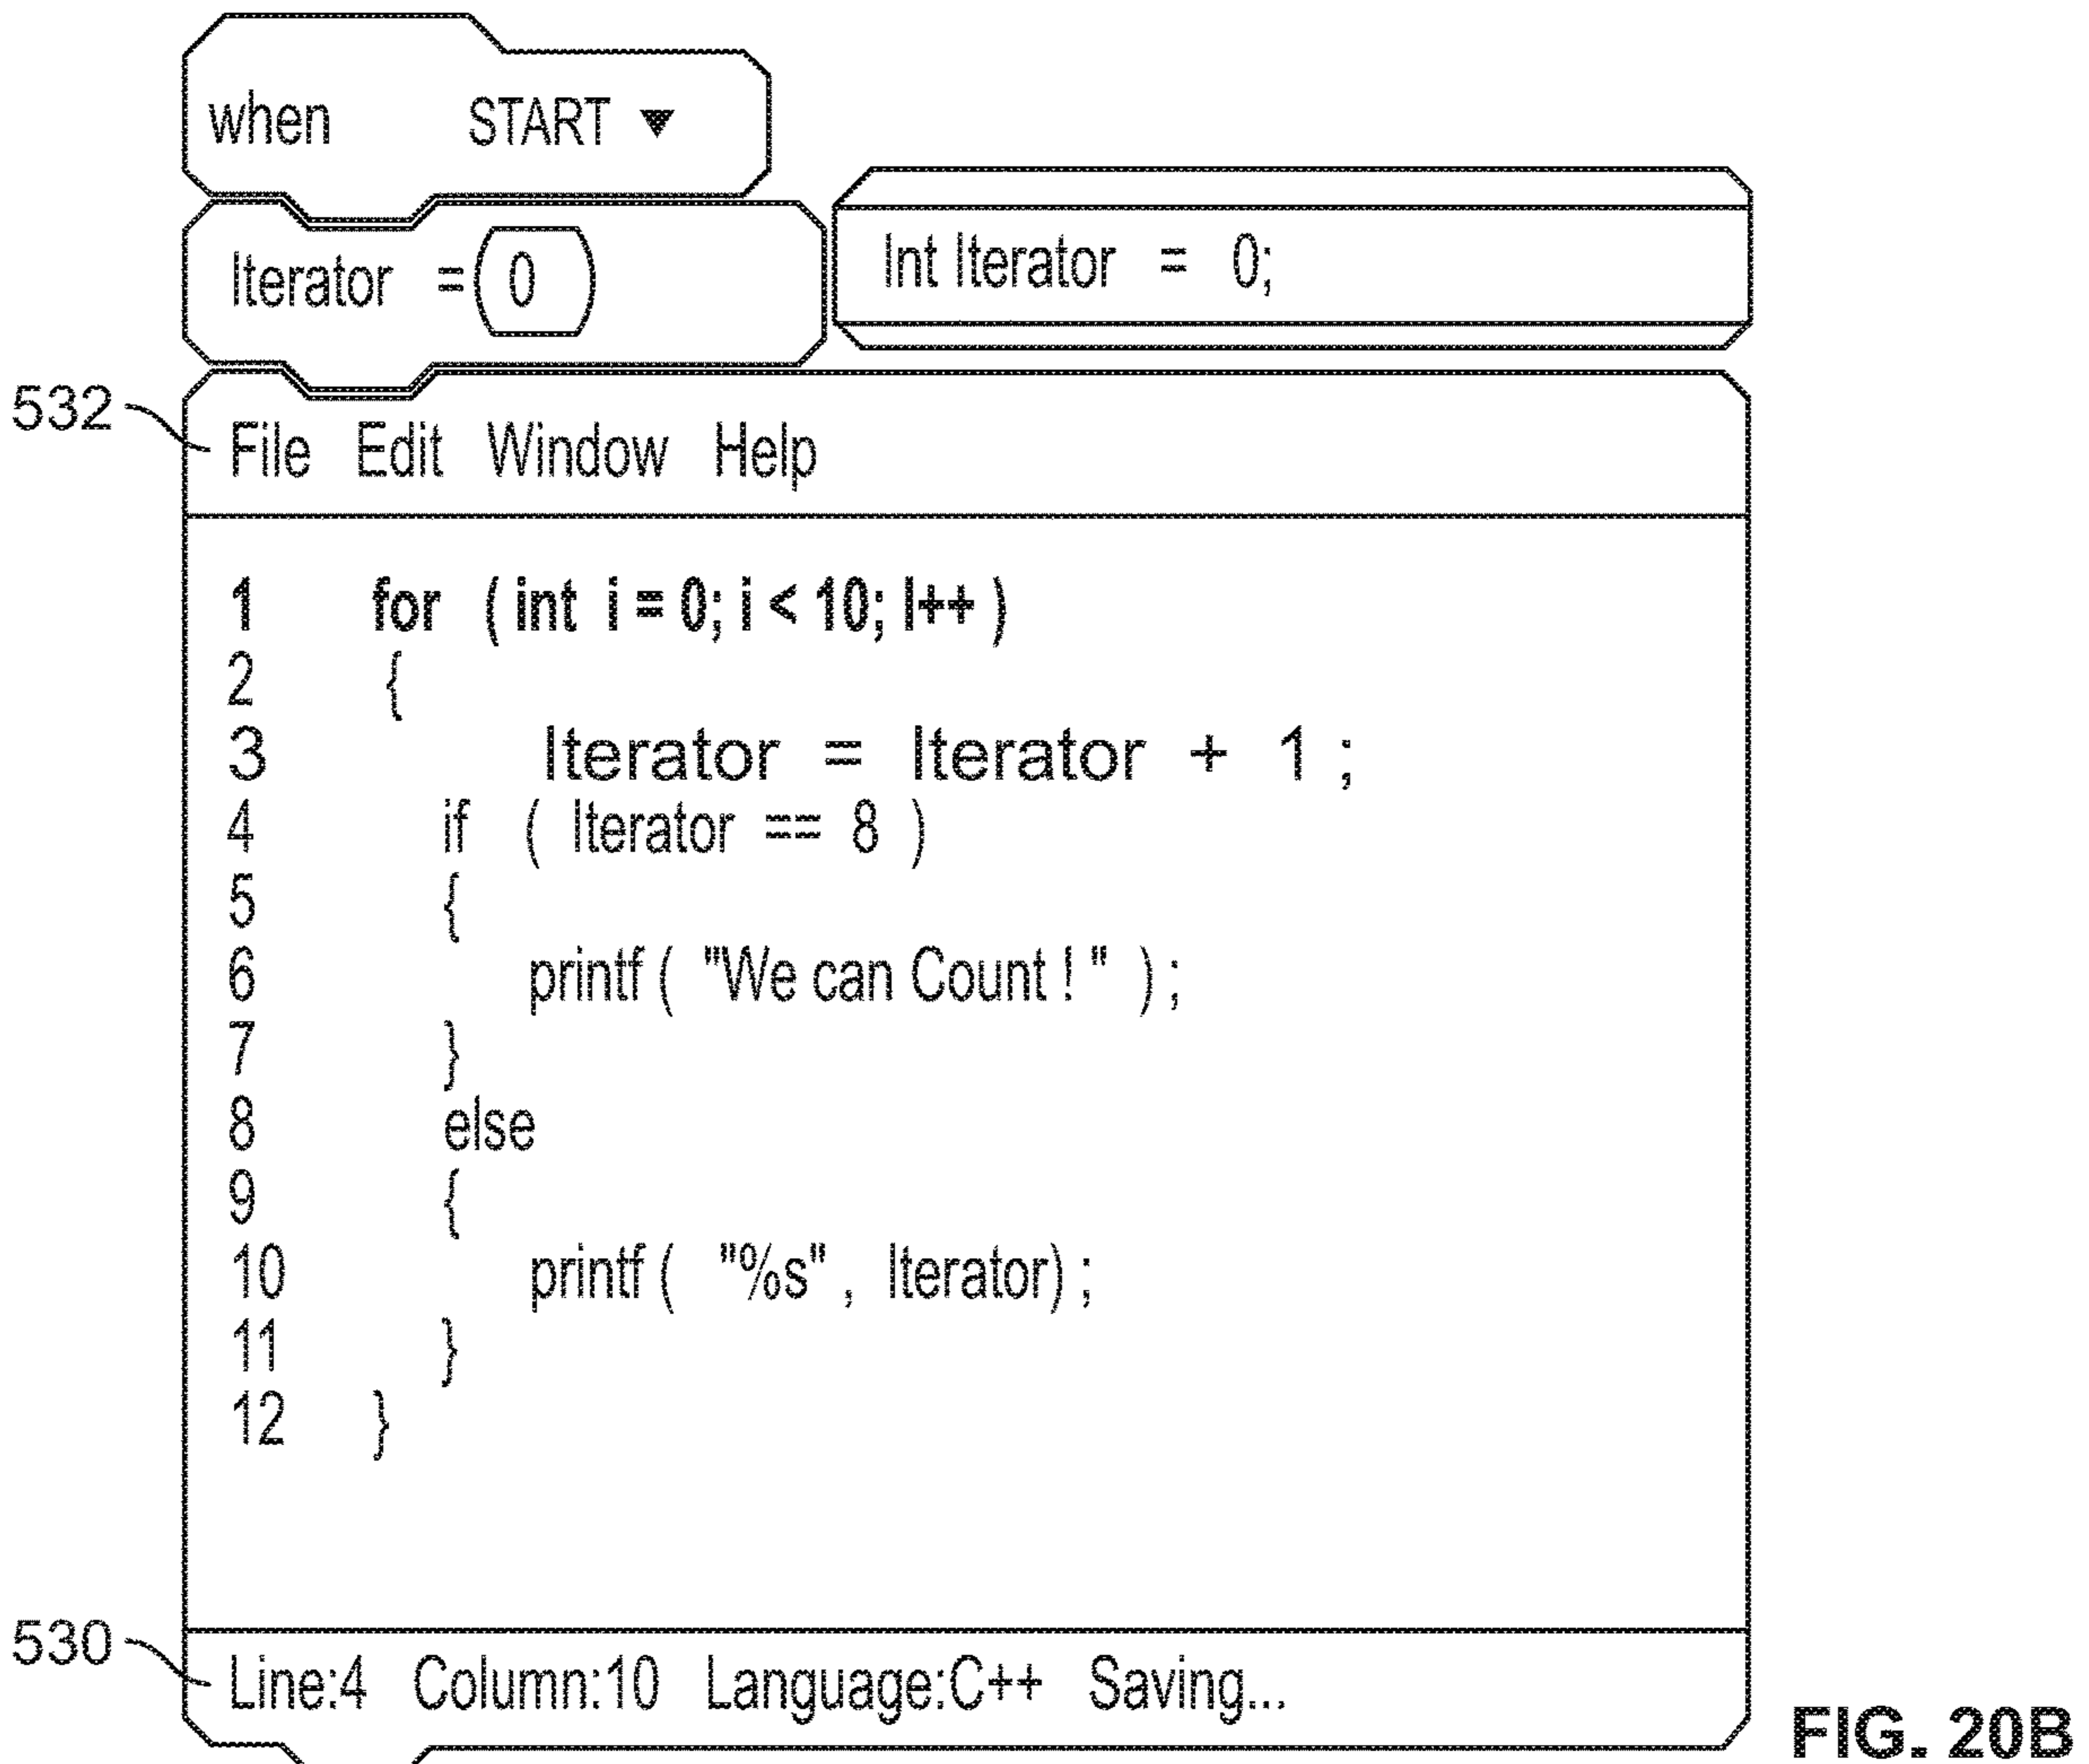 when START ▼
Iterator = 0
Int Iterator = 0;
532
File Edit Window Help
1 for ( int i = 0; i < 10; I++ )
2 {
3 Iterator = Iterator + 1 ;
4 if ( Iterator == 8 )
5 {
6 printf ( "We can Count ! " ) ;
7 }
8 else
9 {
10 printf ( "%s" , Iterator) ;
11 }
12 }
530
Line:4 Column:10 Language:C++ Saving...
FIG. 20B